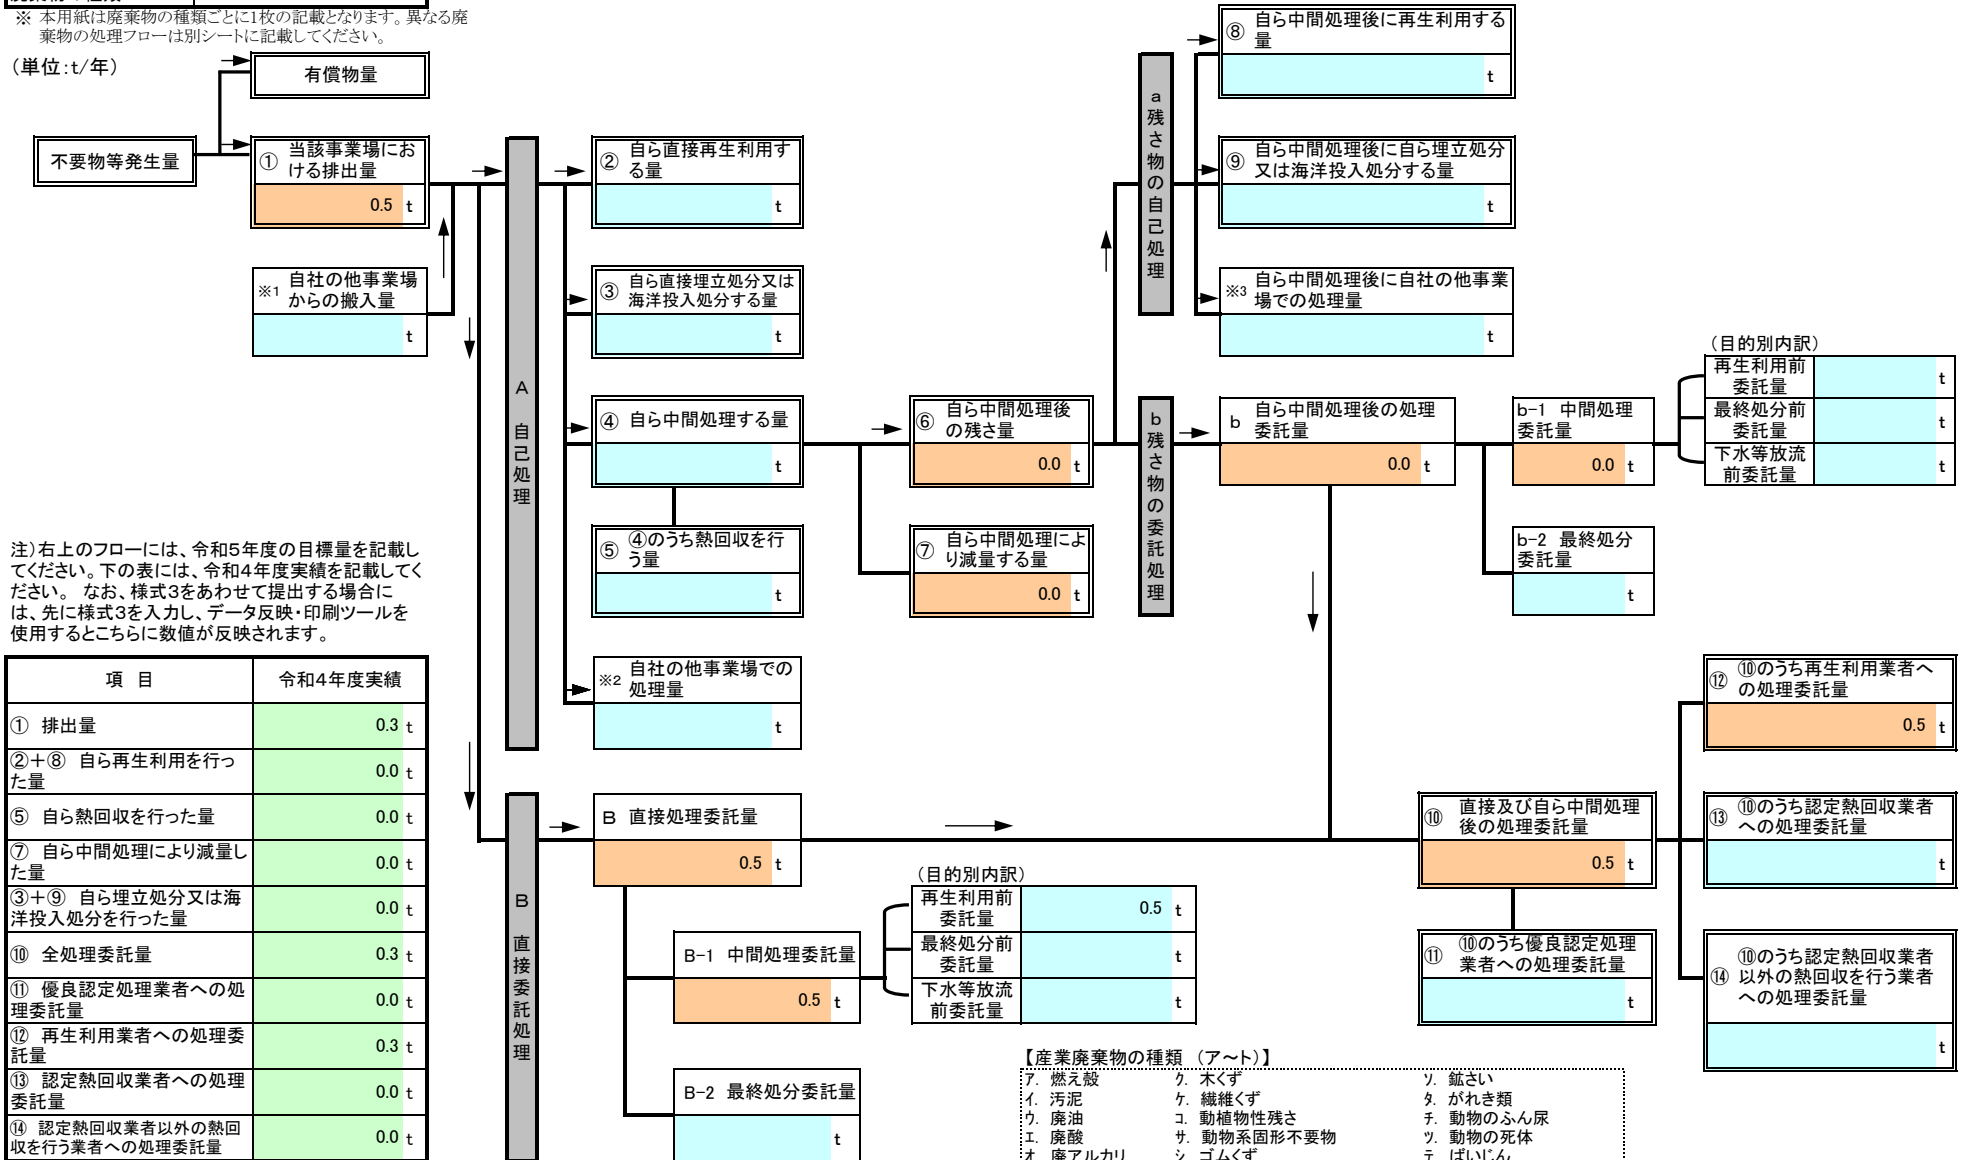 ※ 本用紙は廃棄物の種類ごとに1枚の記載となります。異なる廃
棄物の処理フローは別シートに記載してください。
（単位:t/年）
有償物量
不要物等発生量
① 当該事業場にお
ける排出量
0.5 t
※1 自社の他事業場
からの搬入量
t
A 自己処理
② 自ら直接再生利用す
る量
t
③ 自ら直接埋立処分又は
海洋投入処分する量
t
④ 自ら中間処理する量
t
⑤ ④のうち熱回収を行
う量
t
※2 自社の他事業場での
処理量
t
⑥ 自ら中間処理後
の残さ量
0.0 t
⑦ 自ら中間処理によ
り減量する量
0.0 t
a 残さ物の自己処理
⑧ 自ら中間処理後に再生利用する
量
t
⑨ 自ら中間処理後に自ら埋立処分
又は海洋投入処分する量
t
※3 自ら中間処理後に自社の他事業
場での処理量
t
b 残さ物の委託処理
b 自ら中間処理後の処理
委託量
0.0 t
b-1 中間処理
委託量
0.0 t
b-2 最終処分
委託量
t
（目的別内訳）
再生利用前
委託量
t
最終処分前
委託量
t
下水等放流
前委託量
t
注）右上のフローには、令和5年度の目標量を記載し
てください。下の表には、令和4年度実績を記載してく
ださい。 なお、様式3をあわせて提出する場合に
は、先に様式3を入力し、データ反映・印刷ツールを
使用するとこちらに数値が反映されます。
項 目 令和4年度実績
① 排出量 0.3 t
②＋⑧ 自ら再生利用を行っ
た量 0.0 t
⑤ 自ら熱回収を行った量 0.0 t
⑦ 自ら中間処理により減量し
た量 0.0 t
③＋⑨ 自ら埋立処分又は海
洋投入処分を行った量 0.0 t
⑩ 全処理委託量 0.3 t
⑪ 優良認定処理業者への処
理委託量 0.0 t
⑫ 再生利用業者への処理委
託量 0.3 t
⑬ 認定熱回収業者への処理
委託量 0.0 t
⑭ 認定熱回収業者以外の熱回
収を行う業者への処理委託量 0.0 t
B 直接委託処理
B 直接処理委託量
0.5 t
B-1 中間処理委託量
0.5 t
B-2 最終処分委託量
t
（目的別内訳）
再生利用前
委託量
0.5 t
最終処分前
委託量
t
下水等放流
前委託量
t
⑩ 直接及び自ら中間処理
後の処理委託量
0.5 t
⑪ ⑩のうち優良認定処理
業者への処理委託量
t
⑫ ⑩のうち再生利用業者へ
の処理委託量
0.5 t
⑬ ⑩のうち認定熱回収業者
への処理委託量
t
⑭ ⑩のうち認定熱回収業者
以外の熱回収を行う業者
への処理委託量
t
【産業廃棄物の種類 （ア～ト）】
ア. 燃え殻 ク. 木くず ソ. 鉱さい
イ. 汚泥 ケ. 繊維くず タ. がれき類
ウ. 廃油 コ. 動植物性残さ チ. 動物のふん尿
エ. 廃酸 サ. 動物系固形不要物 ツ. 動物の死体
オ. 廃アルカリ シ. ゴムくず テ. ばいじん